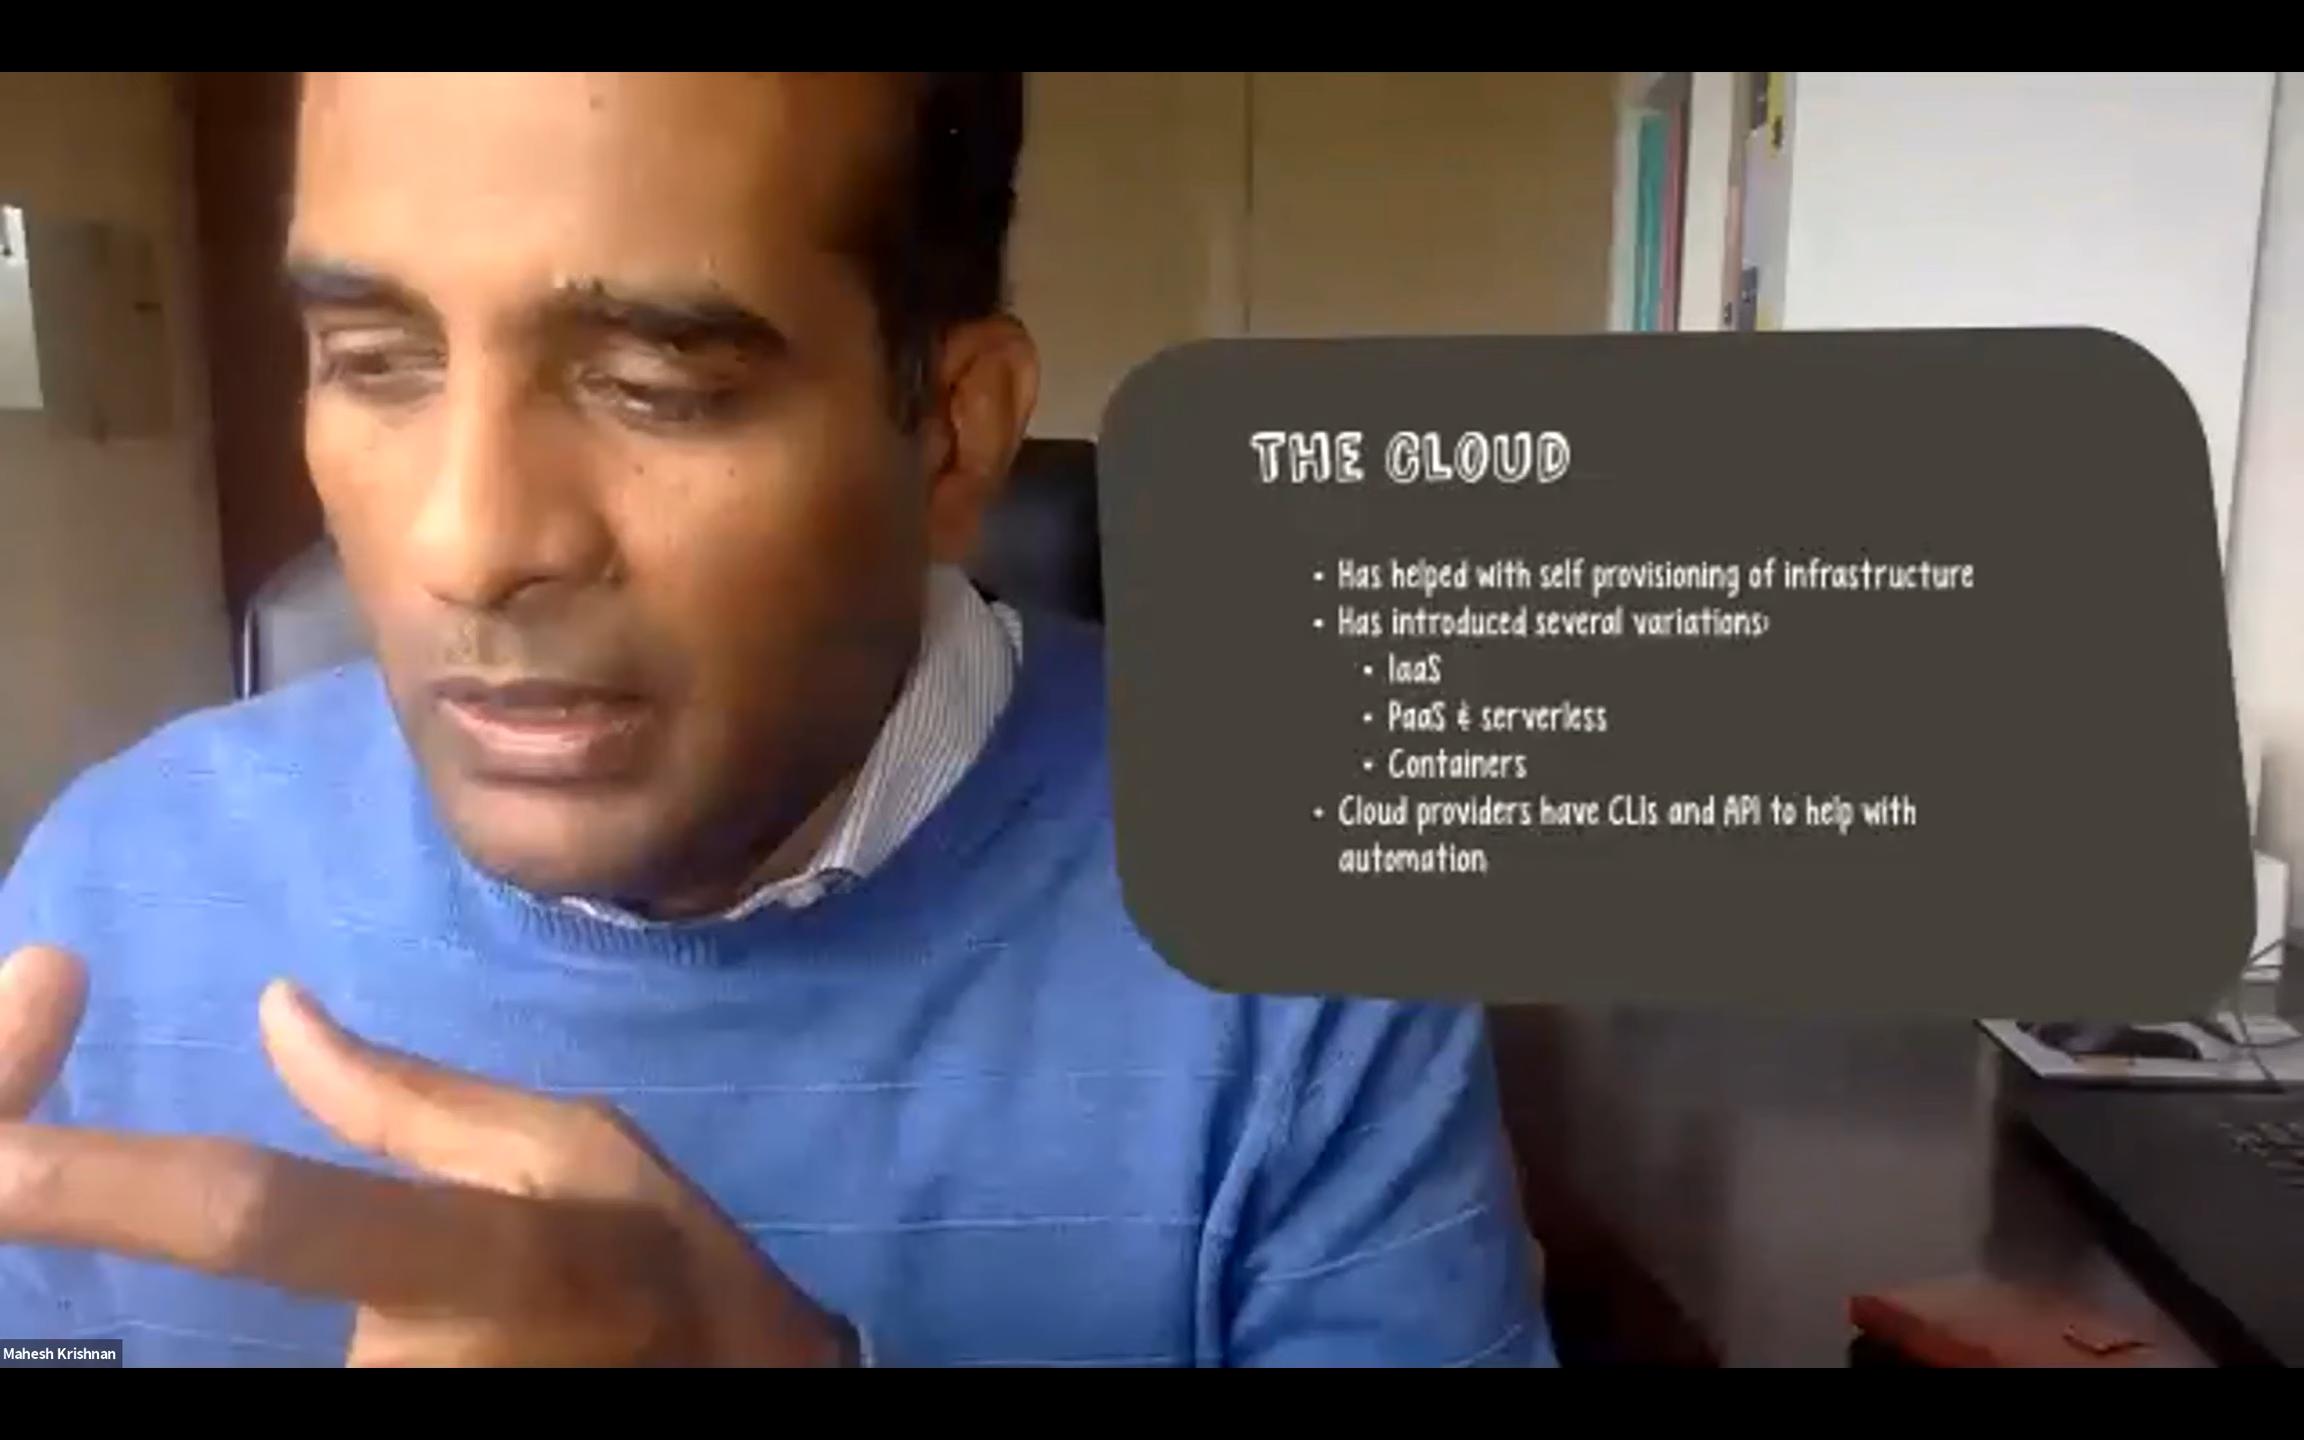 THE CLOUD
• Has helped with self provisioning of infrastructure
• Has introduced several variations:
• IaaS
• PaaS & serverless
• Containers
• Cloud providers have CLIs and API to help with
automation
Mahesh Krishnan